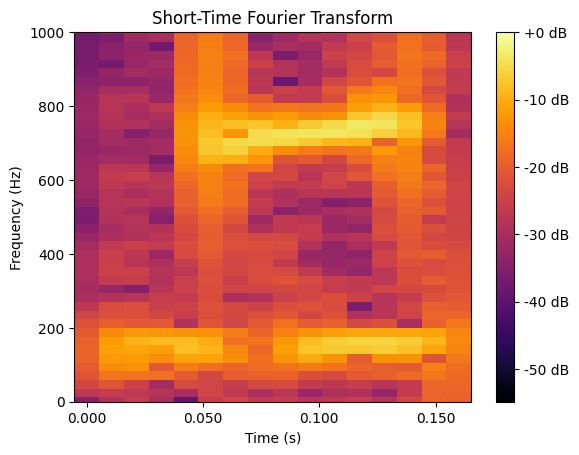 Short-Time Fourier Transform
1000
800
600
400
200
0
Frequency (Hz)
0.000
0.050
0.100
0.150
Time (s)
+0 dB
-10 dB
-20 dB
-30 dB
-40 dB
-50 dB